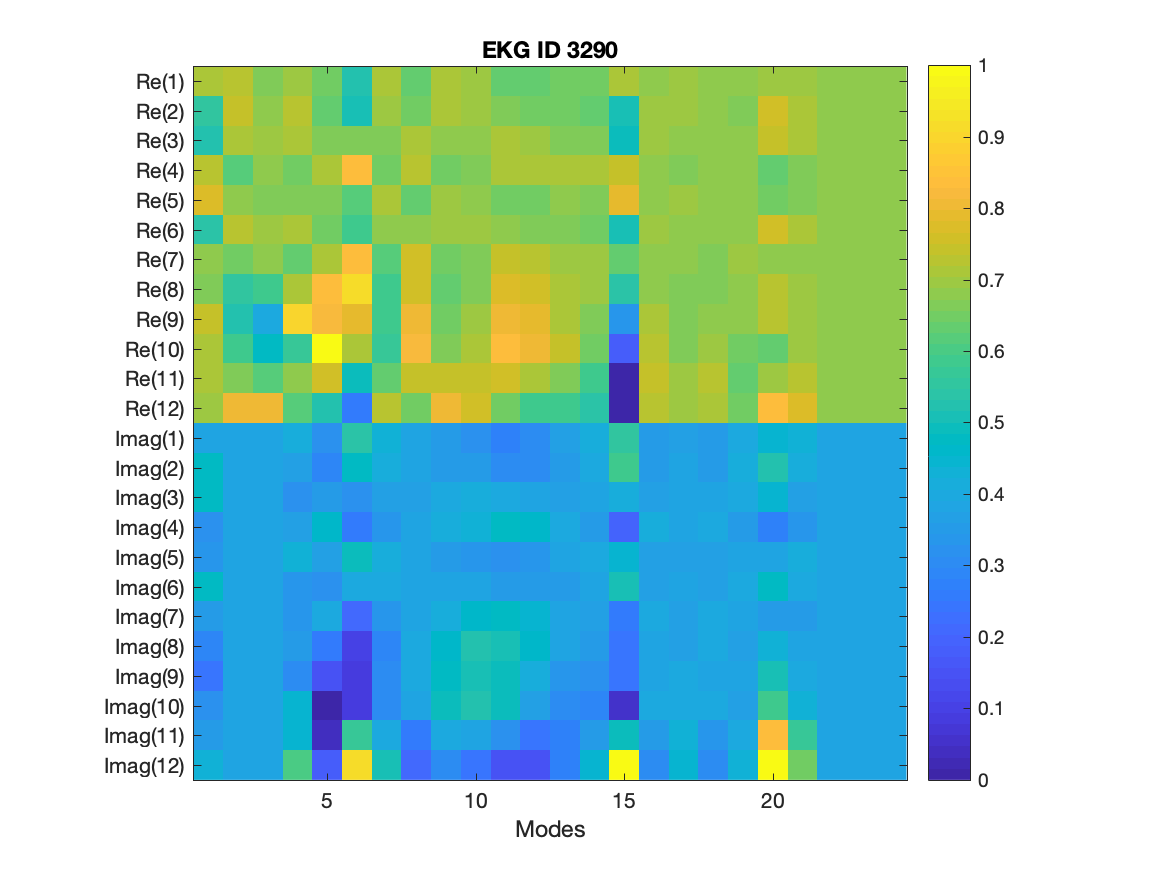 EKG ID 3290
Re(1)
Re(2)
Re(3)
Re(4)
Re(5)
Re(6)
Re(7)
Re(8)
Re(9)
Re(10)
Re(11)
Re(12)
Imag(1)
Imag(2)
Imag(3)
Imag(4)
Imag(5)
Imag(6)
Imag(7)
Imag(8)
Imag(9)
Imag(10)
Imag(11)
Imag(12)
5 10 15 20
Modes
1
0.9
0.8
0.7
0.6
0.5
0.4
0.3
0.2
0.1
0